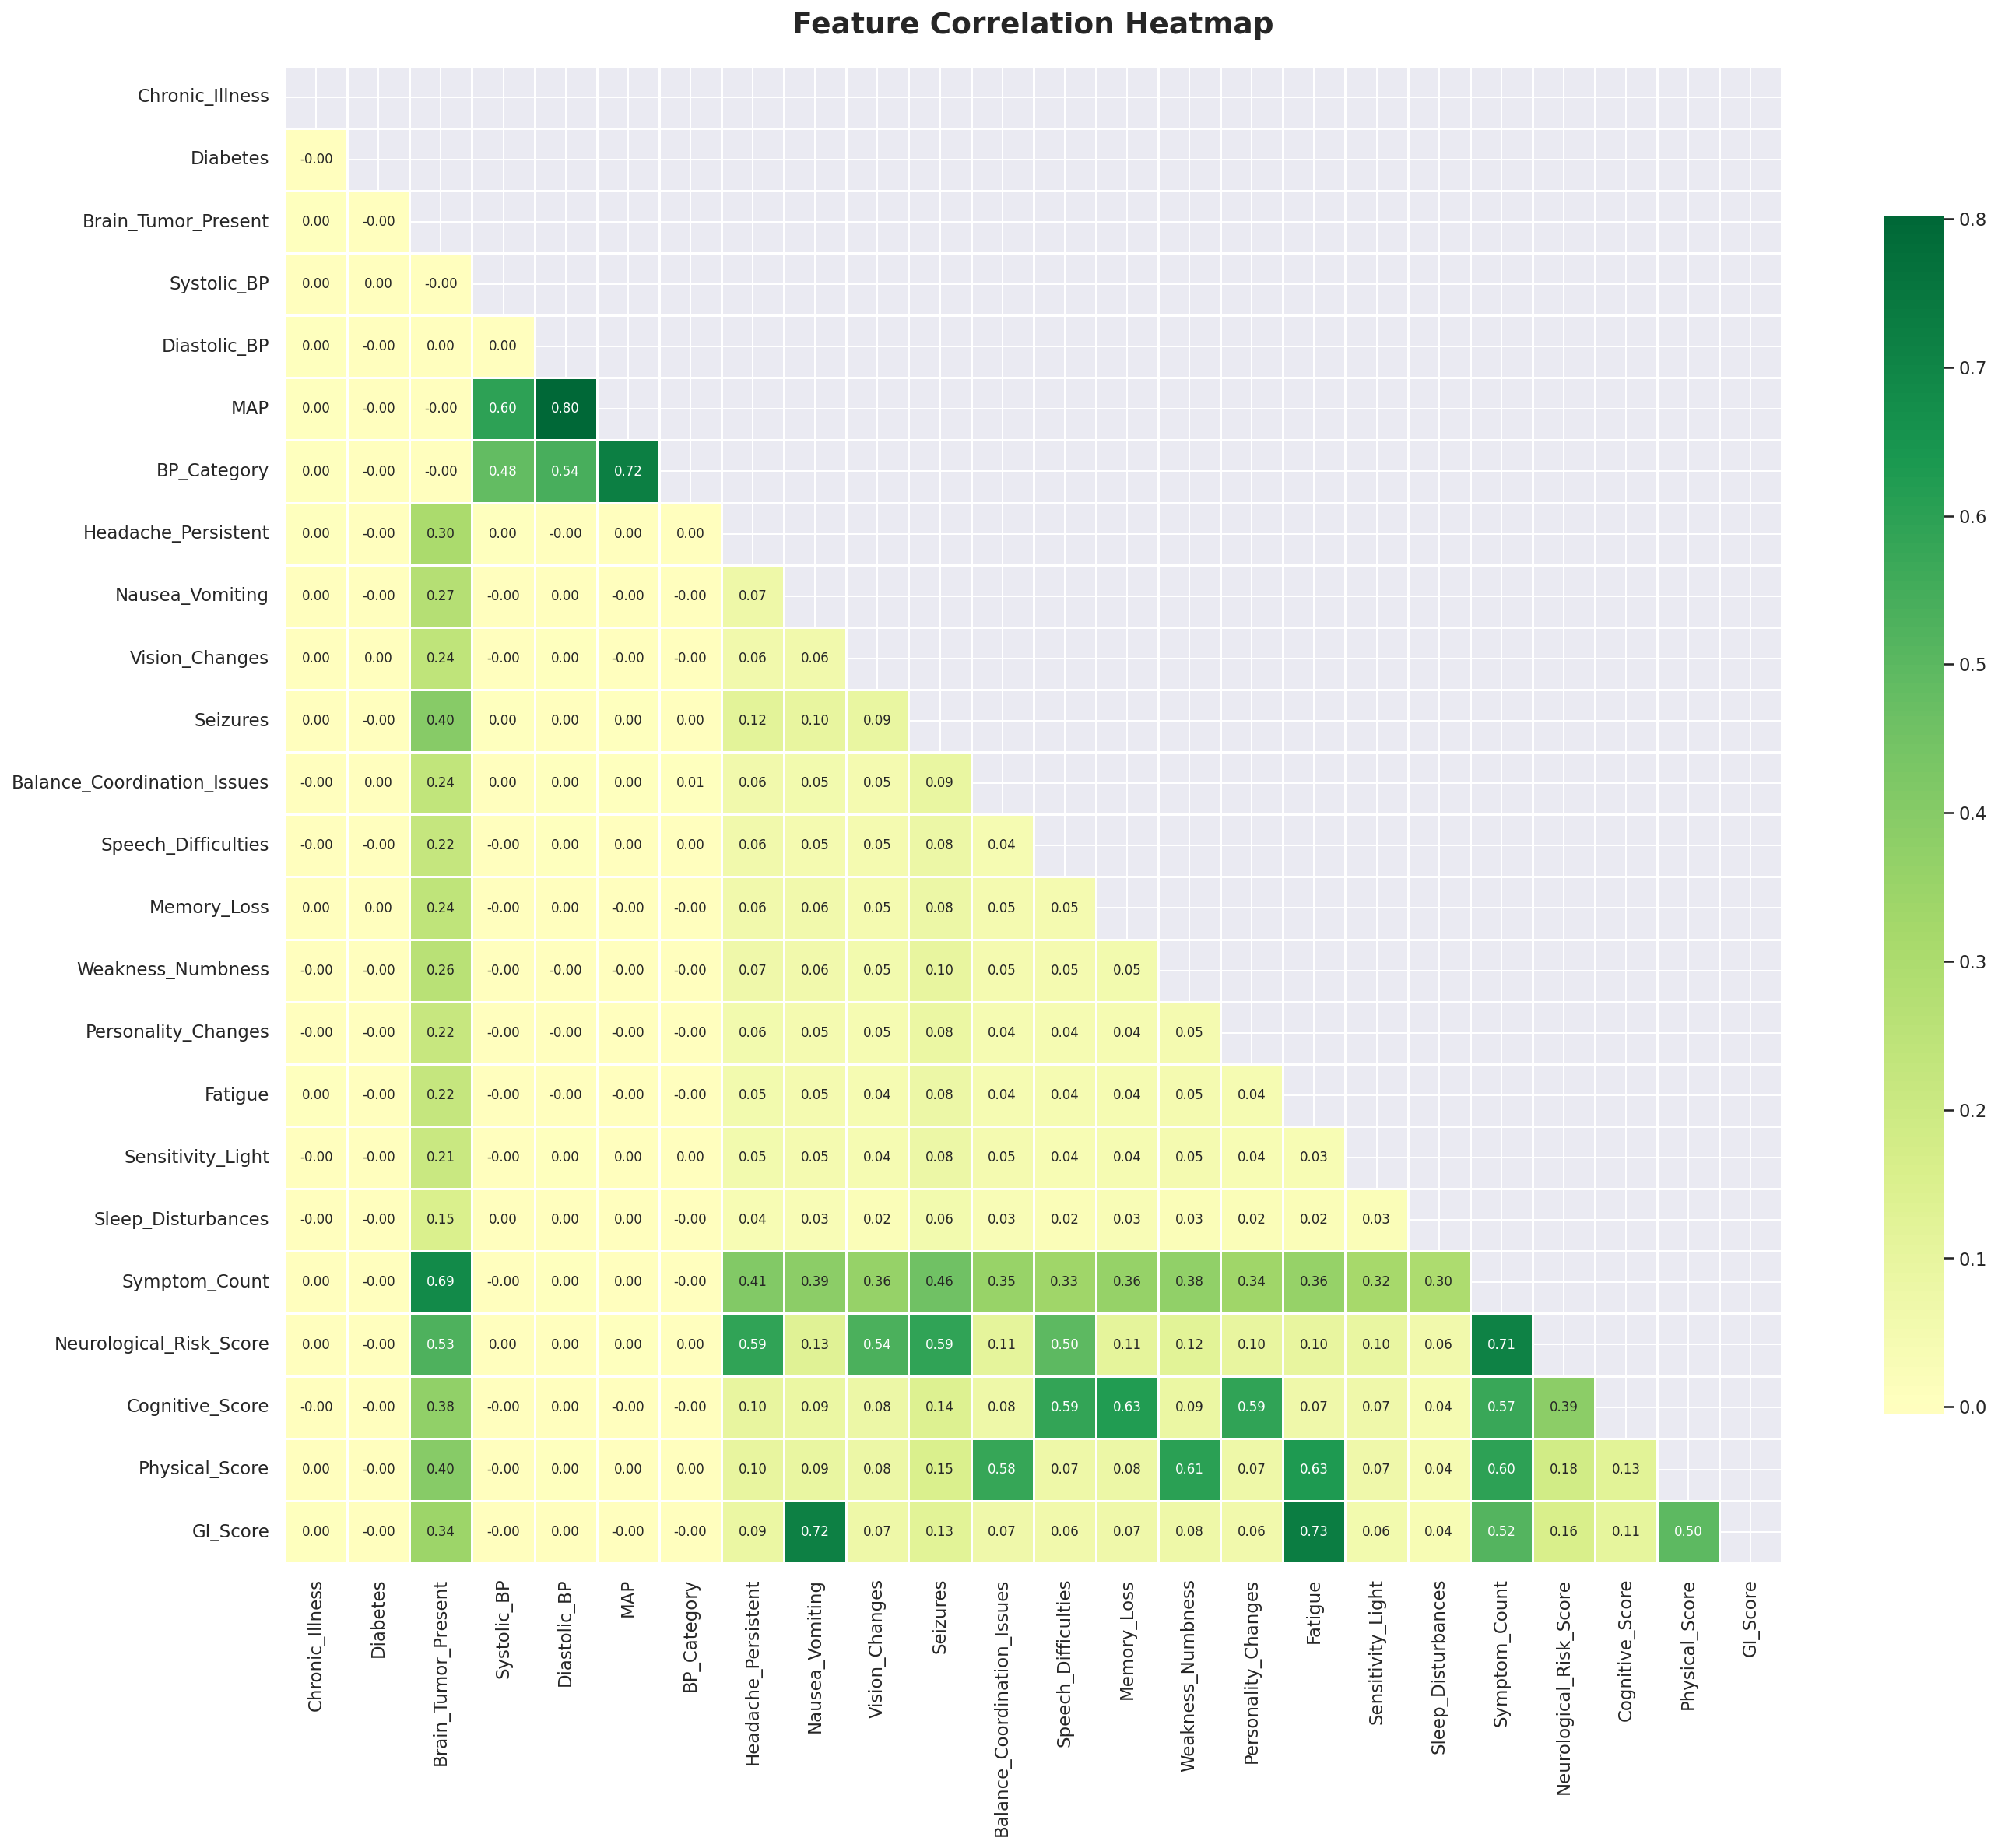 Feature Correlation Heatmap
Chronic_Illness
Diabetes -0.00
Brain_Tumor_Present 0.00 -0.00
Systolic_BP 0.00 0.00 -0.00
Diastolic_BP 0.00 -0.00 0.00 0.00
MAP 0.00 -0.00 -0.00 0.60 0.80
BP_Category 0.00 -0.00 -0.00 0.48 0.54 0.72
Headache_Persistent 0.00 -0.00 0.30 0.00 -0.00 0.00 0.00
Nausea_Vomiting 0.00 -0.00 0.27 -0.00 0.00 -0.00 -0.00 0.07
Vision_Changes 0.00 0.00 0.24 -0.00 0.00 -0.00 -0.00 0.06 0.06
Seizures 0.00 -0.00 0.40 0.00 0.00 0.00 0.00 0.12 0.10 0.09
Balance_Coordination_Issues -0.00 0.00 0.24 0.00 0.00 0.00 0.01 0.06 0.05 0.05 0.09
Speech_Difficulties -0.00 -0.00 0.22 -0.00 0.00 0.00 0.00 0.06 0.05 0.05 0.08 0.04
Memory_Loss 0.00 0.00 0.24 -0.00 0.00 -0.00 -0.00 0.06 0.06 0.05 0.08 0.05 0.05
Weakness_Numbness -0.00 -0.00 0.26 -0.00 -0.00 -0.00 -0.00 0.07 0.06 0.05 0.10 0.05 0.05 0.05
Personality_Changes -0.00 -0.00 0.22 -0.00 -0.00 -0.00 -0.00 0.06 0.05 0.05 0.08 0.04 0.04 0.04 0.05
Fatigue 0.00 -0.00 0.22 -0.00 -0.00 -0.00 -0.00 0.05 0.05 0.04 0.08 0.04 0.04 0.04 0.05 0.04
Sensitivity_Light -0.00 -0.00 0.21 -0.00 0.00 0.00 0.00 0.05 0.05 0.04 0.08 0.05 0.04 0.04 0.05 0.04 0.03
Sleep_Disturbances -0.00 -0.00 0.15 0.00 0.00 0.00 -0.00 0.04 0.03 0.02 0.06 0.03 0.02 0.03 0.03 0.02 0.02 0.03
Symptom_Count 0.00 -0.00 0.69 -0.00 0.00 0.00 -0.00 0.41 0.39 0.36 0.46 0.35 0.33 0.36 0.38 0.34 0.36 0.32 0.30
Neurological_Risk_Score 0.00 -0.00 0.53 0.00 0.00 0.00 0.00 0.59 0.13 0.54 0.59 0.11 0.50 0.11 0.12 0.10 0.10 0.10 0.06 0.71
Cognitive_Score -0.00 -0.00 0.38 -0.00 0.00 -0.00 -0.00 0.10 0.09 0.08 0.14 0.08 0.59 0.63 0.09 0.59 0.07 0.07 0.04 0.57 0.39
Physical_Score 0.00 -0.00 0.40 -0.00 0.00 0.00 0.00 0.10 0.09 0.08 0.15 0.58 0.07 0.08 0.61 0.07 0.63 0.07 0.04 0.60 0.18 0.13
GI_Score 0.00 -0.00 0.34 -0.00 0.00 -0.00 -0.00 0.09 0.72 0.07 0.13 0.07 0.06 0.07 0.08 0.06 0.73 0.06 0.04 0.52 0.16 0.11 0.50
Chronic_Illness
Diabetes
Brain_Tumor_Present
Systolic_BP
Diastolic_BP
MAP
BP_Category
Headache_Persistent
Nausea_Vomiting
Vision_Changes
Seizures
Balance_Coordination_Issues
Speech_Difficulties
Memory_Loss
Weakness_Numbness
Personality_Changes
Fatigue
Sensitivity_Light
Sleep_Disturbances
Symptom_Count
Neurological_Risk_Score
Cognitive_Score
Physical_Score
GI_Score
0.8
0.7
0.6
0.5
0.4
0.3
0.2
0.1
0.0